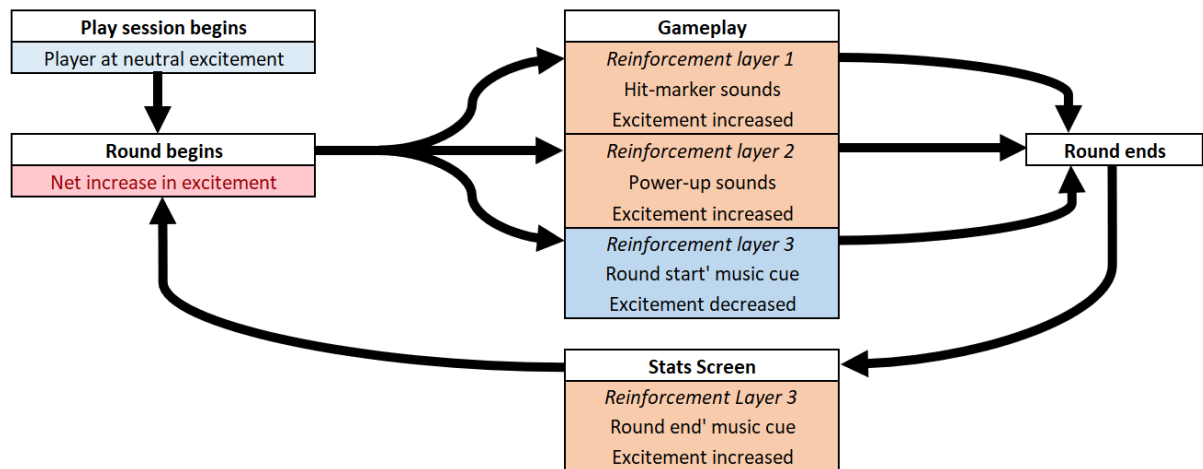 Play session begins
Player at neutral excitement
Round begins
Net increase in excitement
Gameplay
Reinforcement layer 1
Hit-marker sounds
Excitement increased
Reinforcement layer 2
Power-up sounds
Excitement increased
Reinforcement layer 3
Round start' music cue
Excitement decreased
Round ends
Stats Screen
Reinforcement Layer 3
Round end' music cue
Excitement increased